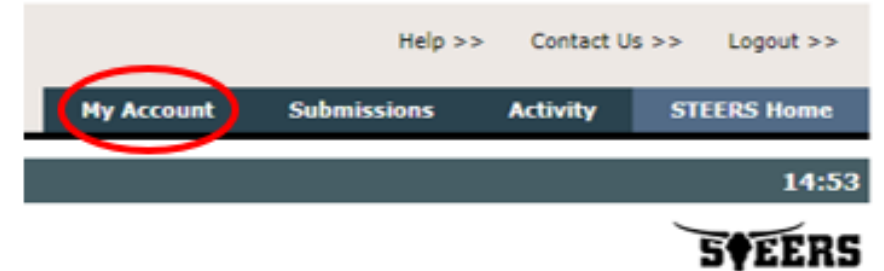 Help >> Contact Us >> Logout >>
My Account Submissions Activity STEERS Home
14:53
STEERS